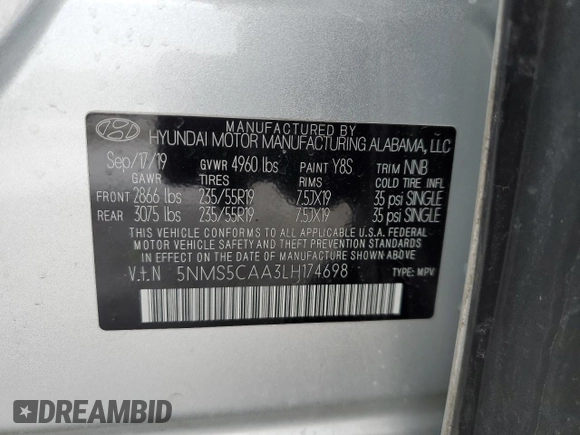 MANUFACTURED BY
HYUNDAI MOTOR MANUFACTURING ALABAMA, LLC
Sep/17/19 GVWR 4960 lbs PAINT Y8S TRIM NNB
GAWR TIRES RIMS COLD TIRE INFL
FRONT 2866 lbs 235/55R19 7.5JX19 35 psi SINGLE
REAR 3075 lbs 235/55R19 7.5JX19 35 psi SINGLE
THIS VEHICLE CONFORMS TO ALL APPLICABLE U.S.A. FEDERAL
MOTOR VEHICLE SAFETY CONFORMS BUMPER, AND THEFT PREVENTION
STANDARDS IN EFFECT ON THE DATE OF MANUFACTURE SHOWN ABOVE
V.I.N 5NMS5CAA3LH174698 TYPE: MPV
DREAMBID